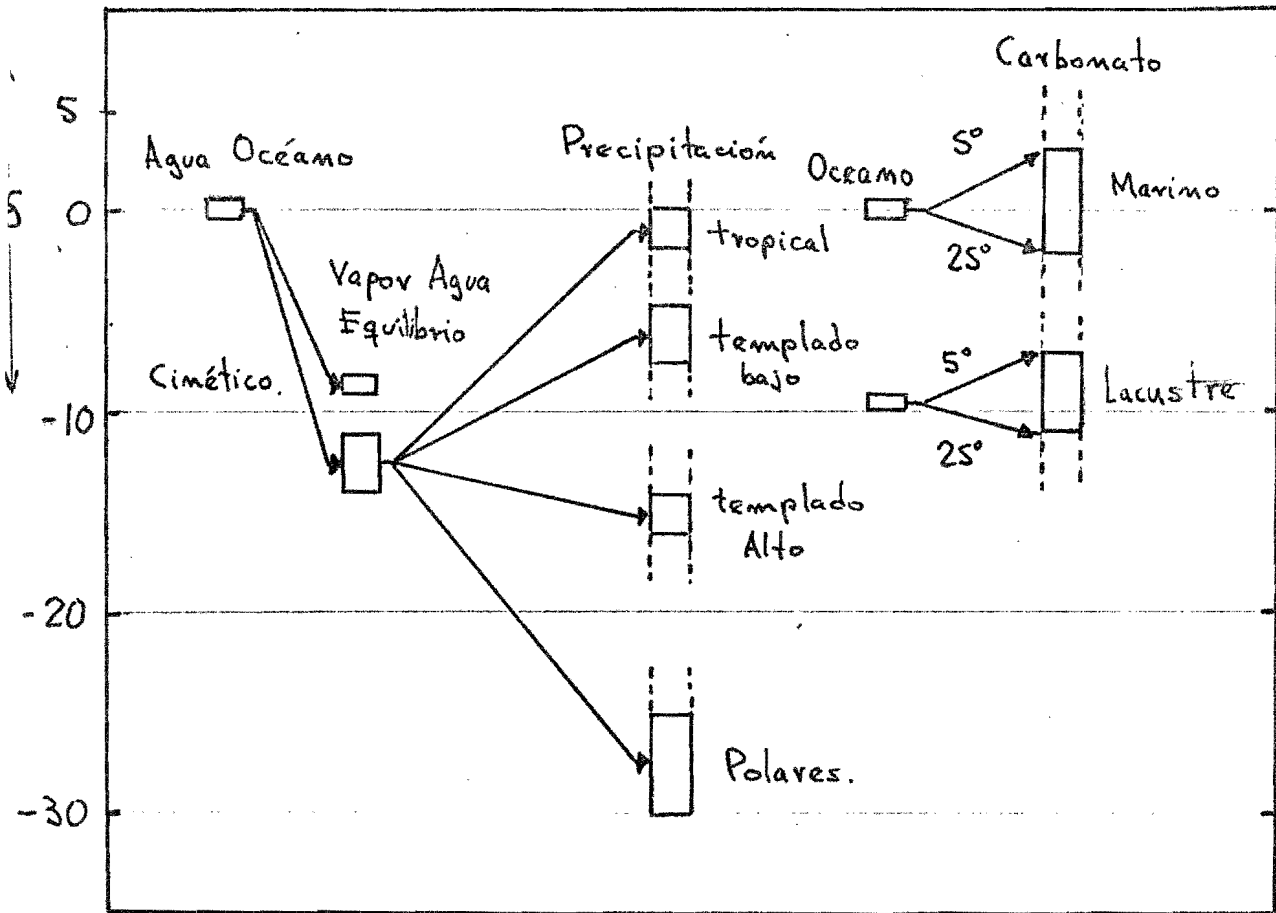 Carbonato
5
Agua Océano
Precipitación
Oceano
5°
Marino
δ 0
tropical
25°
Vapor Agua
Equilibrio
Cinético.
templado
bajo
5°
Lacustre
-10
25°
templado
Alto
-20
Polares.
-30